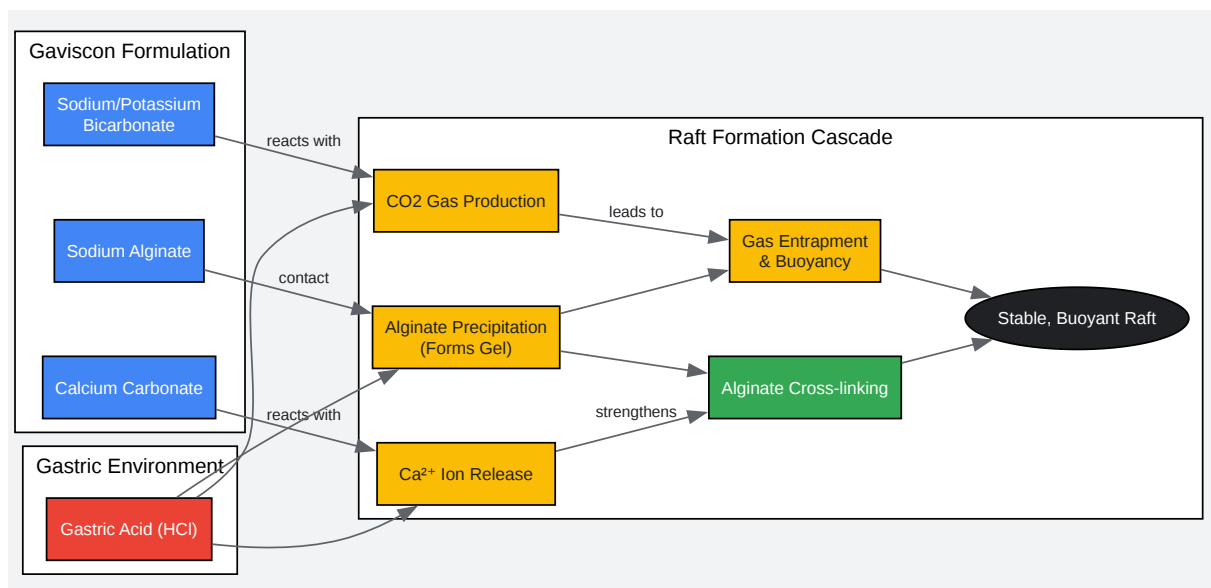 Gaviscon Formulation
Sodium/Potassium
Bicarbonate
Sodium Alginate
Calcium Carbonate
Gastric Environment
Gastric Acid (HCl)
reacts with
contact
reacts with
Raft Formation Cascade
CO2 Gas Production
Alginate Precipitation
(Forms Gel)
Ca²⁺ Ion Release
leads to
strengthens
Gas Entrapment
& Buoyancy
Alginate Cross-linking
Stable, Buoyant Raft